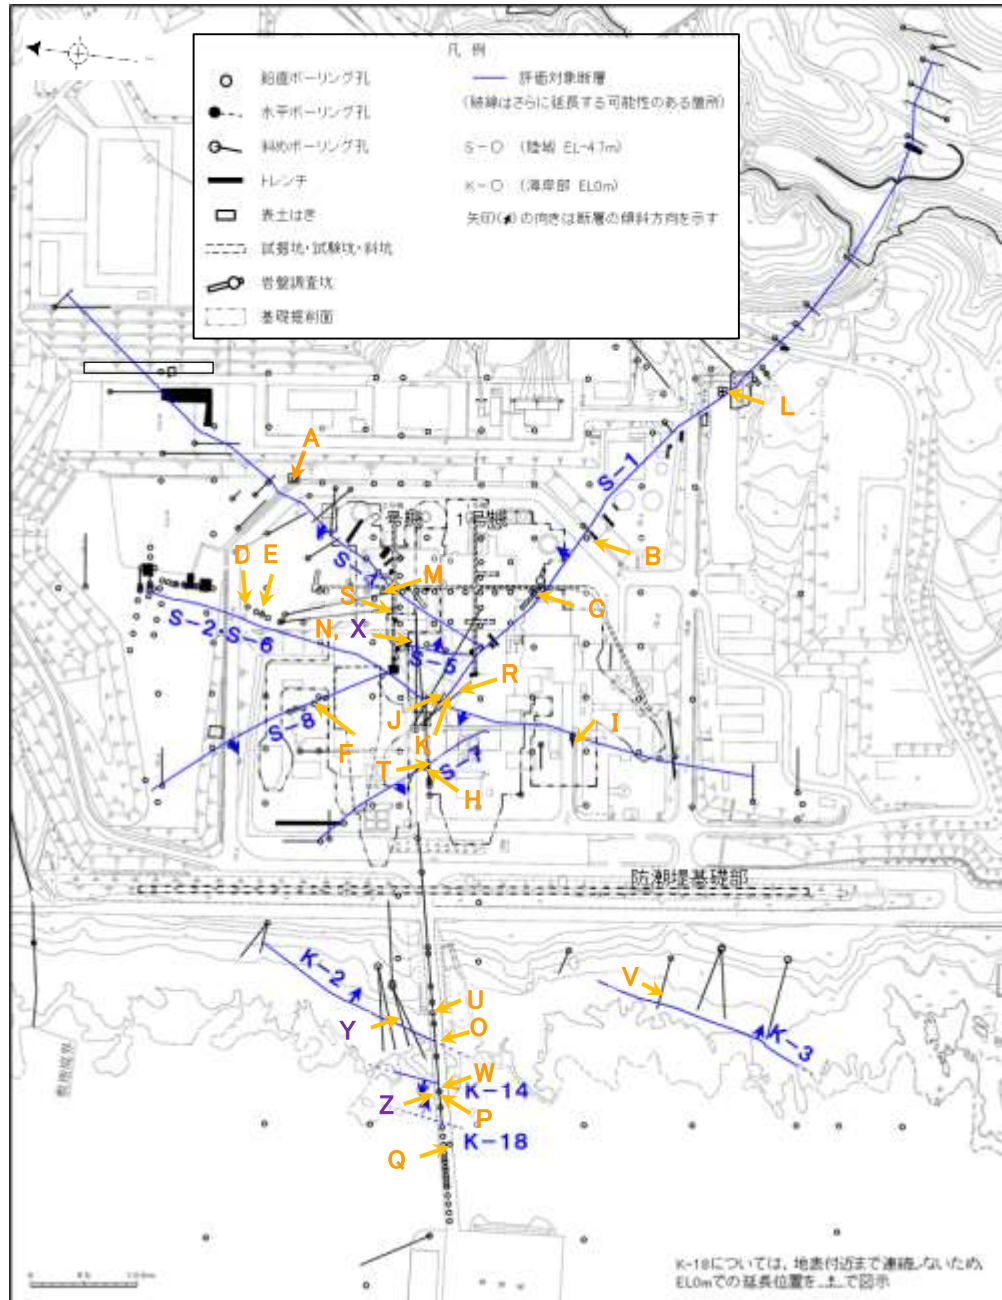 凡 例
鉛直ボーリング孔
水平ボーリング孔
斜めボーリング孔
トレンチ
表土はぎ
試掘坑・試験坑・斜坑
岩盤調査坑
基礎掘削面
評価対象断層
(破線はさらに延長する可能性のある箇所)
S-○ (陸域 EL-4.7m)
K-○ (海岸部 EL0m)
矢印( )の向きは断層の傾斜方向を示す
L
A
S-1
2号機
1号機
B
D
E
S-4
M
S
C
N,
X
S-2・S-6
S-5
R
J
K
I
S-8
F
T
S-7
H
防潮堤基礎部
K-2
V
U
Y
O
K-3
W
Z
K-14
P
K-18
Q
敷地境界
K-18については,地表付近まで連続しないため,
EL0mでの延長位置を…で図示